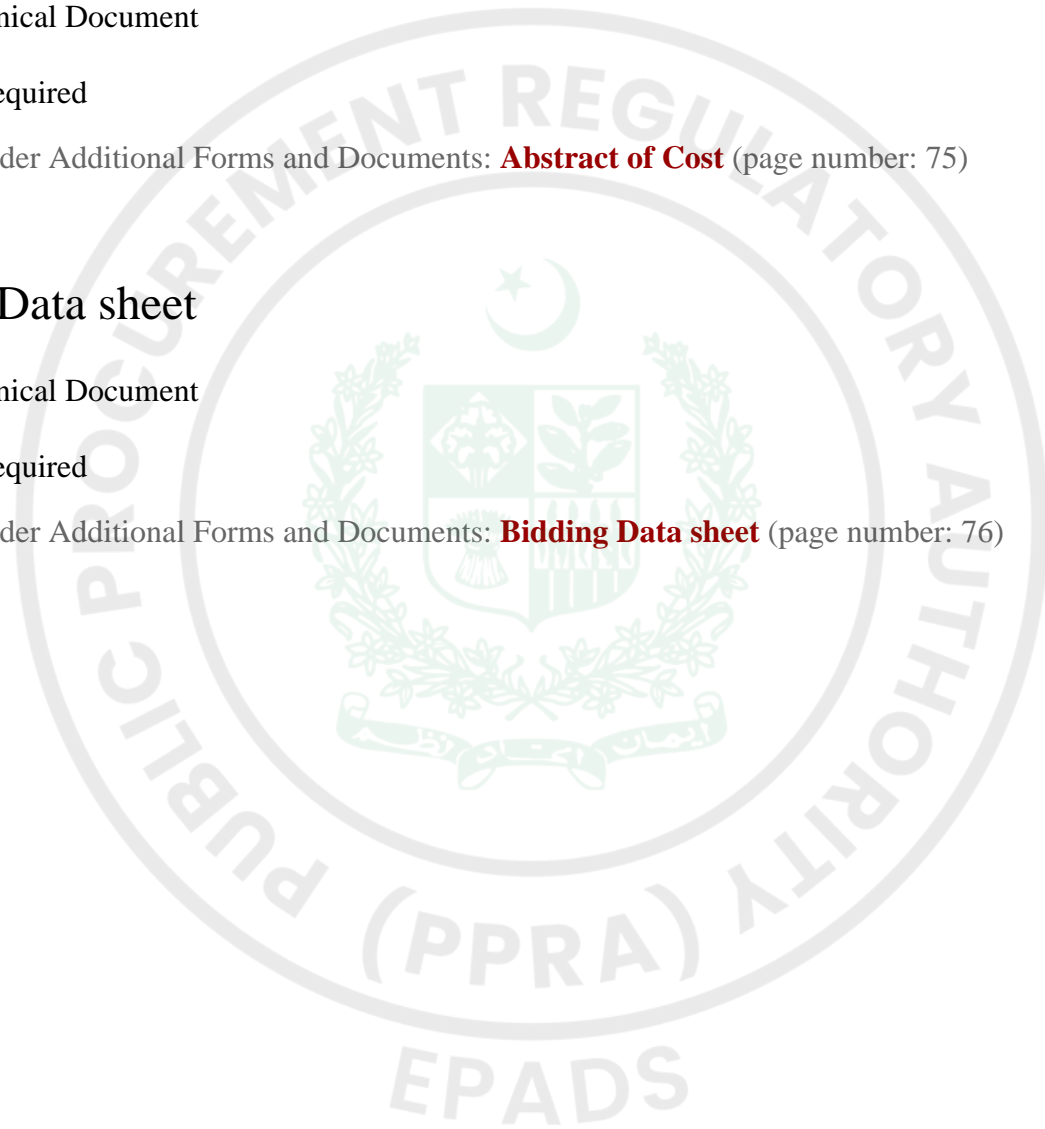 nical Document
equired
der Additional Forms and Documents: Abstract of Cost (page number: 75)
Data sheet
nical Document
equired
der Additional Forms and Documents: Bidding Data sheet (page number: 76)
PUBLIC PROCUREMENT REGULATORY AUTHORITY
(PPRA)
EPADS